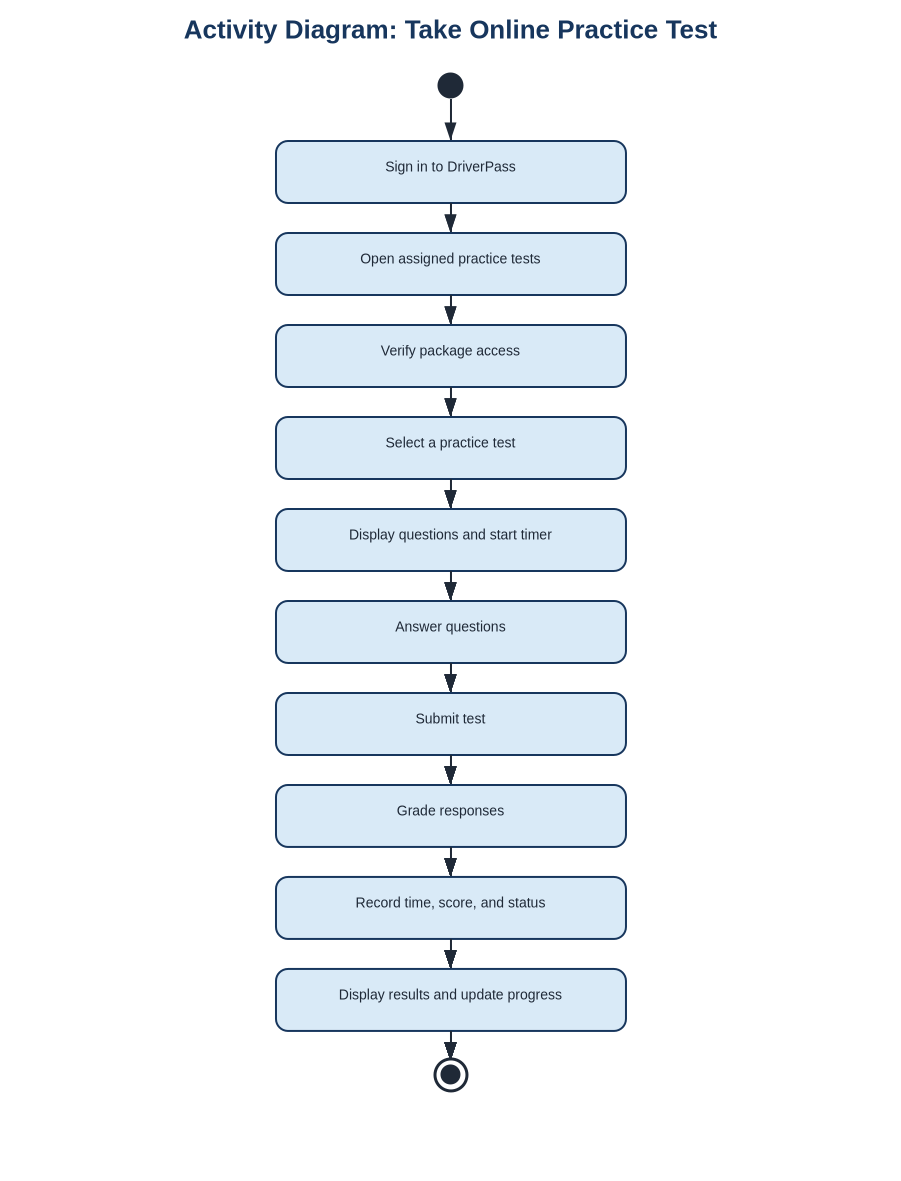 Activity Diagram: Take Online Practice Test
Sign in to DriverPass
Open assigned practice tests
Verify package access
Select a practice test
Display questions and start timer
Answer questions
Submit test
Grade responses
Record time, score, and status
Display results and update progress